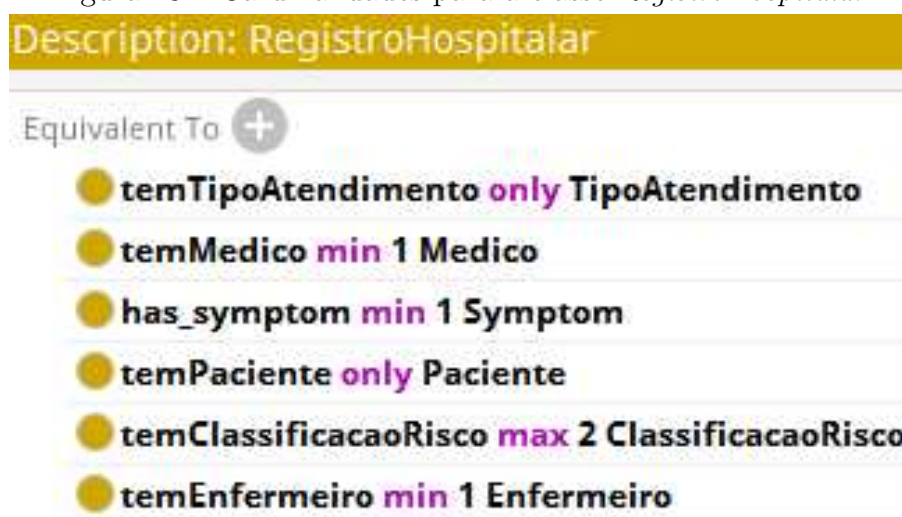 Description: RegistroHospitalar
Equivalent To
temTipoAtendimento only TipoAtendimento
temMedico min 1 Medico
has_symptom min 1 Symptom
temPaciente only Paciente
temClassificacaoRisco max 2 ClassificacaoRisco
temEnfermeiro min 1 Enfermeiro